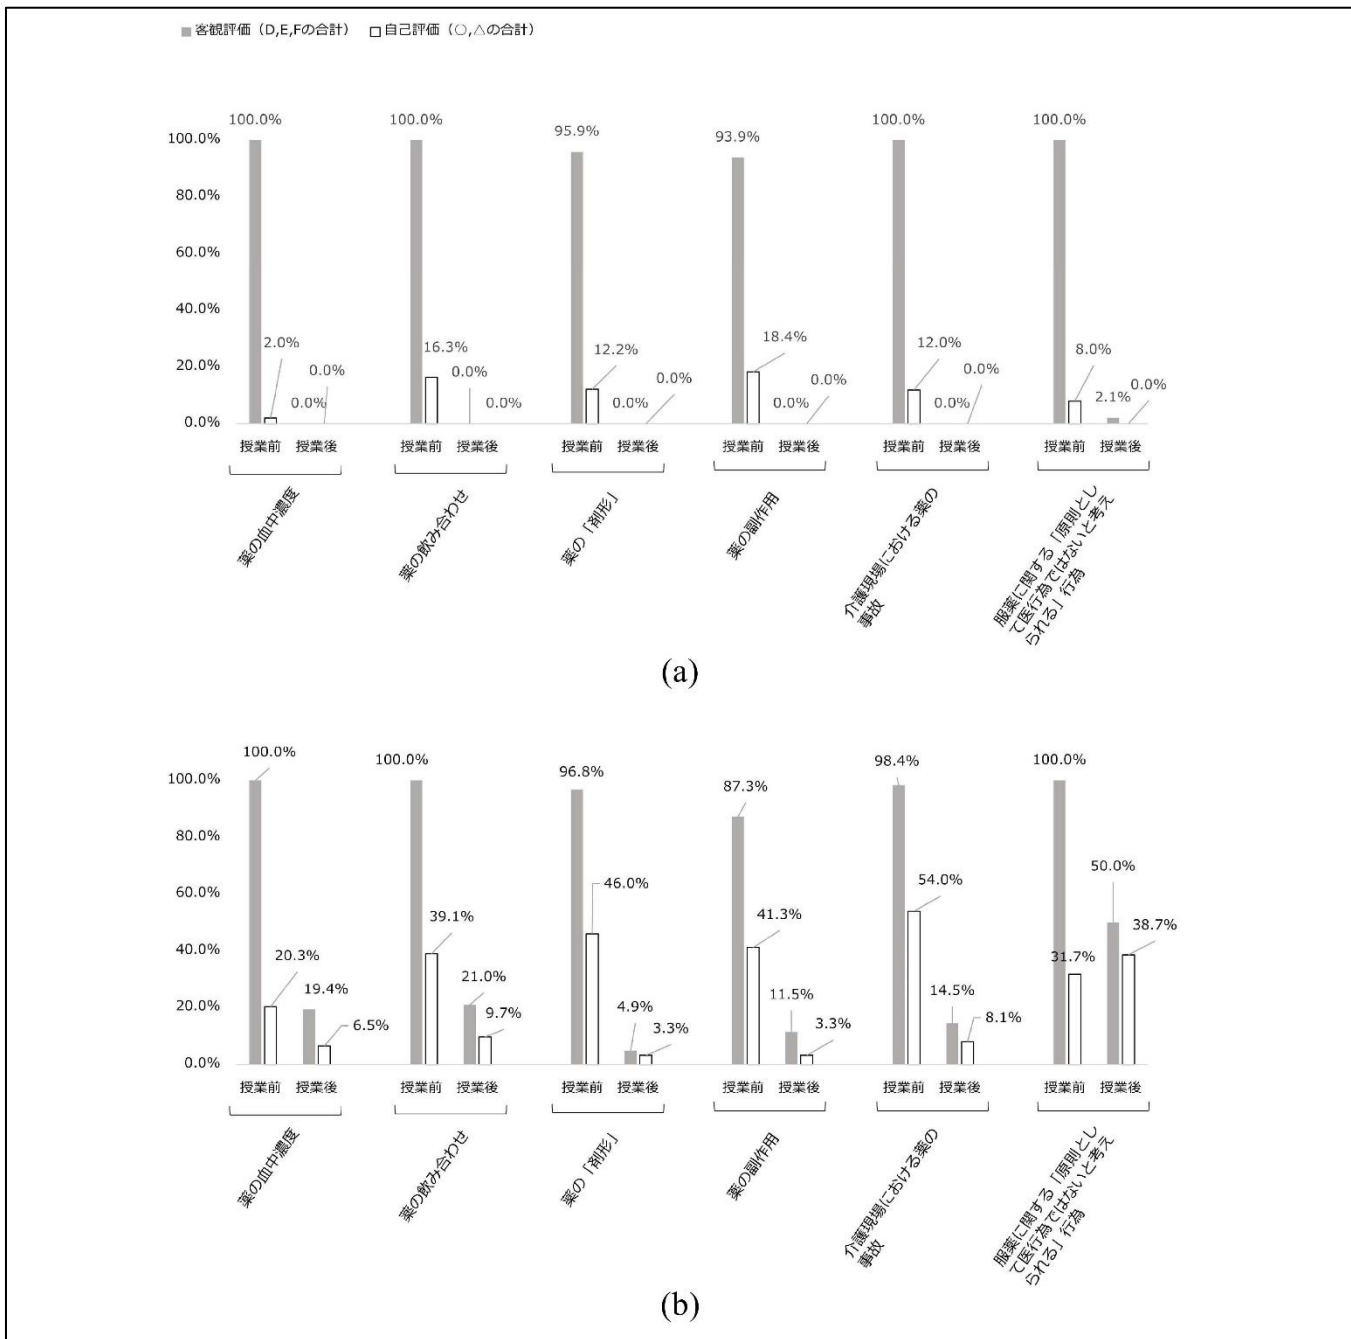 客観評価（D,E,Fの合計） 自己評価（○,△の合計）
100.0% 100.0% 95.9% 93.9% 100.0% 100.0%
100.0%
80.0%
60.0%
40.0%
20.0%
0.0%
2.0% 0.0% 0.0%
16.3% 0.0% 0.0%
12.2% 0.0% 0.0%
18.4% 0.0% 0.0%
12.0% 0.0% 0.0%
8.0% 2.1% 0.0%
授業前 授業後 授業前 授業後 授業前 授業後 授業前 授業後 授業前 授業後 授業前 授業後
薬の血中濃度
薬の飲み合わせ
薬の「剤形」
薬の副作用
介護現場における薬の
事故
服薬に関する「原則とし
て医行為ではないと考え
られる」行為
(a)
100.0% 100.0% 96.8% 87.3% 98.4% 100.0%
100.0%
80.0%
60.0%
40.0%
20.0%
0.0%
20.3% 19.4% 6.5%
39.1% 21.0% 9.7%
46.0% 4.9% 3.3%
41.3% 11.5% 3.3%
54.0% 14.5% 8.1%
31.7% 50.0% 38.7%
授業前 授業後 授業前 授業後 授業前 授業後 授業前 授業後 授業前 授業後 授業前 授業後
薬の血中濃度
薬の飲み合わせ
薬の「剤形」
薬の副作用
介護現場における薬の
事故
服薬に関する「原則とし
て医行為ではないと考え
られる」行為
(b)